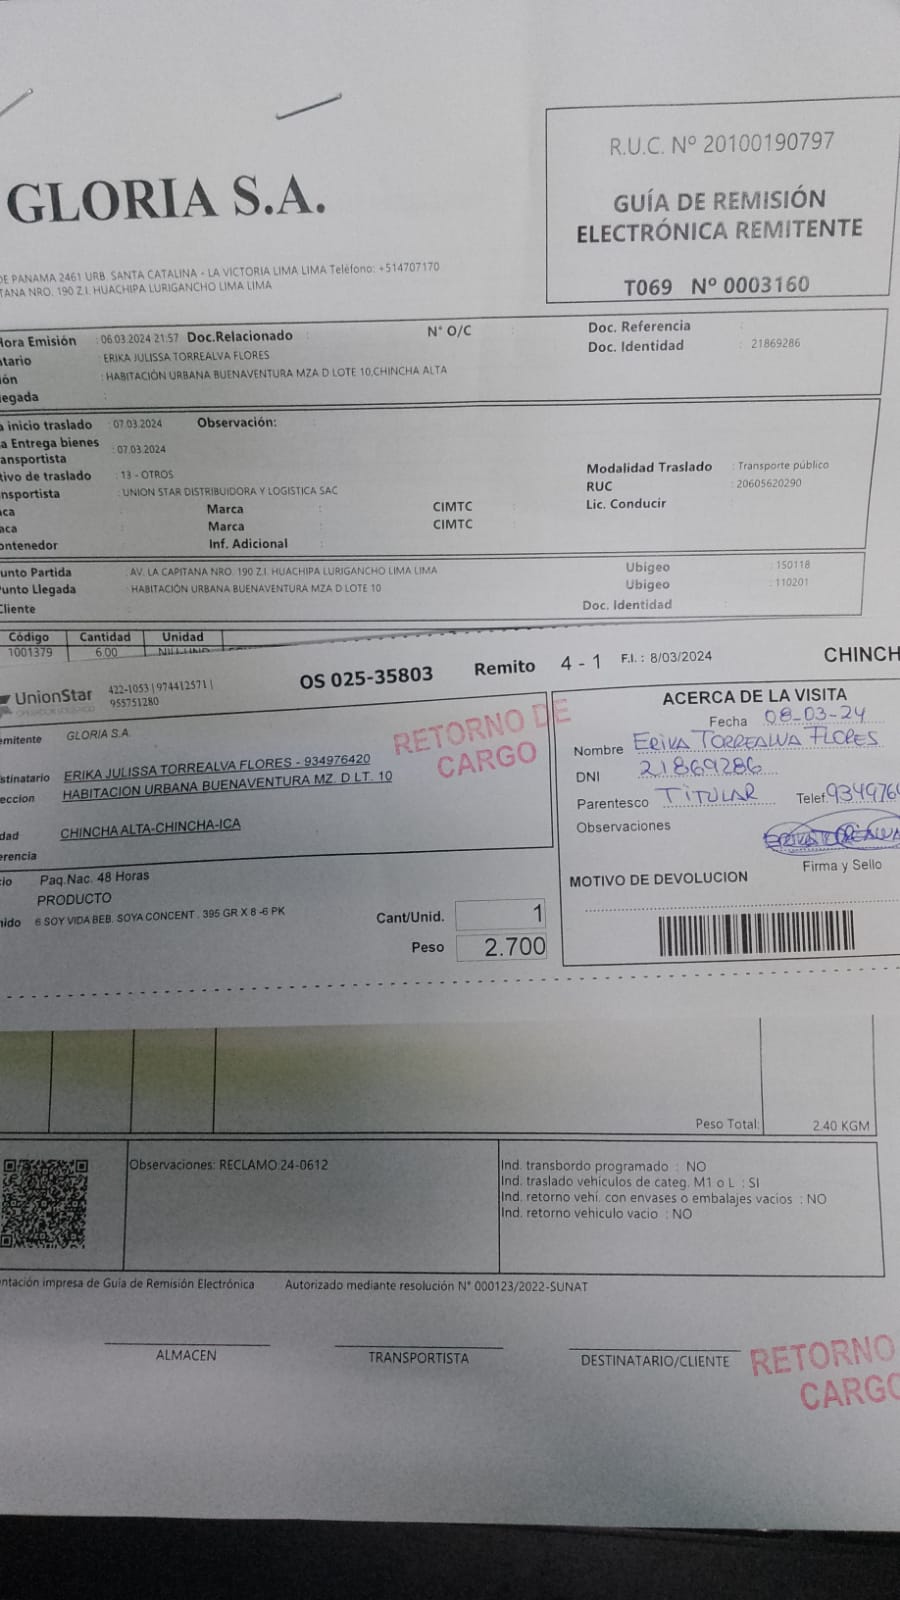 GLORIA S.A.
R.U.C. Nº 20100190797
GUÍA DE REMISIÓN
ELECTRÓNICA REMITENTE
T069 Nº 0003160
DE PANAMA 2461 URB. SANTA CATALINA - LA VICTORIA LIMA LIMA Teléfono: +514707170
TANA NRO. 190 Z.I. HUACHIPA LURIGANCHO LIMA LIMA
Hora Emisión : 06.03.2024 21:57 Doc.Relacionado : N° O/C : Doc. Referencia :
tario : ERIKA JULISSA TORREALVA FLORES Doc. Identidad : 21869286
ión : HABITACIÓN URBANA BUENAVENTURA MZA D LOTE 10,CHINCHA ALTA
legada :
a inicio traslado : 07.03.2024 Observación:
a Entrega bienes
ansportista : 07.03.2024
tivo de traslado : 13 - OTROS Modalidad Traslado : Transporte público
nsportista : UNION STAR DISTRIBUIDORA Y LOGISTICA SAC RUC : 20605620290
aca : Marca : CIMTC : Lic. Conducir :
aca : Marca : CIMTC :
ontenedor Inf. Adicional :
unto Partida : AV. LA CAPITANA NRO. 190 Z.I. HUACHIPA LURIGANCHO LIMA LIMA Ubigeo : 150118
Punto Llegada : HABITACIÓN URBANA BUENAVENTURA MZA D LOTE 10 Ubigeo : 110201
Cliente : Doc. Identidad :
Código Cantidad Unidad
1001379 6.00
UnionStar 422-1053 | 974412571 |
955751280
OS 025-35803 Remito 4 - 1 F.I. : 8/03/2024 CHINCH
emitente GLORIA S.A.
RETORNO DE
CARGO
stinatario ERIKA JULISSA TORREALVA FLORES - 934976420
eccion HABITACION URBANA BUENAVENTURA MZ. D LT. 10
dad CHINCHA ALTA-CHINCHA-ICA
erencia
cio Paq.Nac. 48 Horas
PRODUCTO
nido 6 SOY VIDA BEB. SOYA CONCENT . 395 GR X 8 -6 PK
Cant/Unid. 1
Peso 2.700
ACERCA DE LA VISITA
Fecha 08-03-24
Nombre ERIKA TORREALVA FLORES
DNI 21869286
Parentesco TITULAR Telef. 934976
Observaciones
Firma y Sello
MOTIVO DE DEVOLUCION
Peso Total: 2.40 KGM
Observaciones: RECLAMO 24-0612
Ind. transbordo programado : NO
Ind. traslado vehículos de categ. M1 o L : SI
Ind. retorno vehí. con envases o embalajes vacios : NO
Ind. retorno vehiculo vacio : NO
ntación impresa de Guía de Remisión Electrónica Autorizado mediante resolución N° 000123/2022-SUNAT
ALMACEN TRANSPORTISTA DESTINATARIO/CLIENTE
RETORNO
CARGO